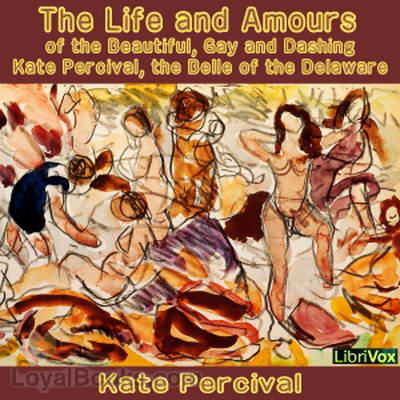 The Life and Amours
of the Beautiful, Gay and Dashing
Kate Percival, the Belle of the Delaware
LibriVox
LoyalBooks.com
Kate Percival